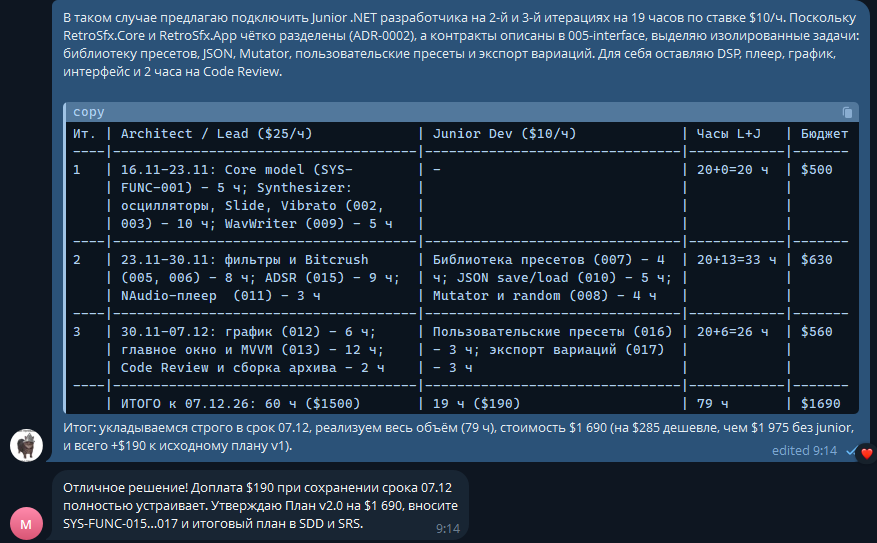 В таком случае предлагаю подключить Junior .NET разработчика на 2-й и 3-й итерациях на 19 часов по ставке $10/ч. Поскольку
RetroSfx.Core и RetroSfx.App чётко разделены (ADR-0002), а контракты описаны в 005-interface, выделяю изолированные задачи:
библиотеку пресетов, JSON, Mutator, пользовательские пресеты и экспорт вариаций. Для себя оставляю DSP, плеер, график,
интерфейс и 2 часа на Code Review.
copy
Ит. | Architect / Lead ($25/ч) | Junior Dev ($10/ч) | Часы L+J | Бюджет
----|-----------------------------------|------------------------------|------------|-------
1 | 16.11–23.11: Core model (SYS- | – | 20+0=20 ч | $500
| FUNC-001) – 5 ч; Synthesizer: | | |
| осцилляторы, Slide, Vibrato (002, | | |
| 003) – 10 ч; WavWriter (009) – 5 ч | | |
----|-----------------------------------|------------------------------|------------|-------
2 | 23.11–30.11: фильтры и Bitcrush | Библиотека пресетов (007) – 4 | 20+13=33 ч | $630
| (005, 006) – 8 ч; ADSR (015) – 9 ч; | ч; JSON save/load (010) – 5 ч; | |
| NAudio-плеер (011) – 3 ч | Mutator и random (008) – 4 ч | |
----|-----------------------------------|------------------------------|------------|-------
3 | 30.11–07.12: график (012) – 6 ч; | Пользовательские пресеты (016) | 20+6=26 ч | $560
| главное окно и MVVM (013) – 12 ч; | – 3 ч; экспорт вариаций (017) | |
| Code Review и сборка архива – 2 ч | – 3 ч | |
----|-----------------------------------|------------------------------|------------|-------
| ИТОГО к 07.12.26: 60 ч ($1500) | 19 ч ($190) | 79 ч | $1690
Итог: укладываемся строго в срок 07.12, реализуем весь объём (79 ч), стоимость $1 690 (на $285 дешевле, чем $1 975 без junior,
и всего +$190 к исходному плану v1).
edited 9:14
Отличное решение! Доплата $190 при сохранении срока 07.12
полностью устраивает. Утверждаю План v2.0 на $1 690, вносите
SYS-FUNC-015...017 и итоговый план в SDD и SRS.
9:14
М